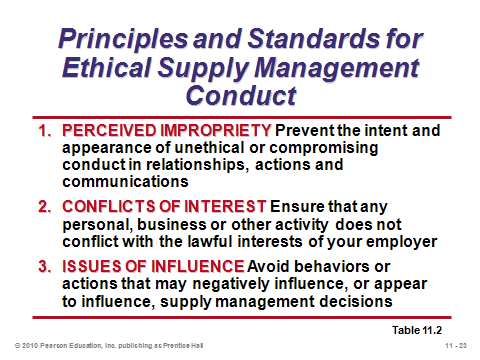 Principles and Standards for
Ethical Supply Management
Conduct
1. PERCEIVED IMPROPRIETY Prevent the intent and
appearance of unethical or compromising
conduct in relationships, actions and
communications
2. CONFLICTS OF INTEREST Ensure that any
personal, business or other activity does not
conflict with the lawful interests of your employer
3. ISSUES OF INFLUENCE Avoid behaviors or
actions that may negatively influence, or appear
to influence, supply management decisions
Table 11.2
© 2010 Pearson Education, Inc. publishing as Prentice Hall
11 - 23